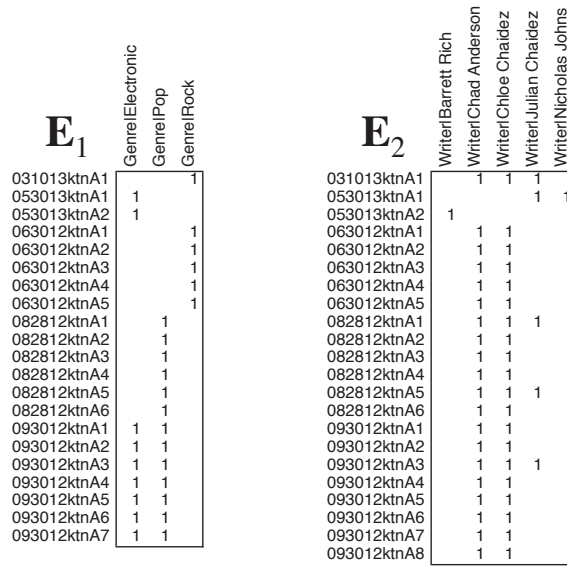 E1
Genre|Electronic
Genre|Pop
Genre|Rock
031013ktnA1 1
053013ktnA1 1
053013ktnA2 1
063012ktnA1 1
063012ktnA2 1
063012ktnA3 1
063012ktnA4 1
063012ktnA5 1
082812ktnA1 1
082812ktnA2 1
082812ktnA3 1
082812ktnA4 1
082812ktnA5 1
082812ktnA6 1
093012ktnA1 1 1
093012ktnA2 1 1
093012ktnA3 1 1
093012ktnA4 1 1
093012ktnA5 1 1
093012ktnA6 1 1
093012ktnA7 1 1
E2
Writer|Barrett Rich
Writer|Chad Anderson
Writer|Chloe Chaidez
Writer|Julian Chaidez
Writer|Nicholas Johns
031013ktnA1 1 1 1
053013ktnA1 1 1
053013ktnA2 1
063012ktnA1 1 1
063012ktnA2 1 1
063012ktnA3 1 1
063012ktnA4 1 1
063012ktnA5 1 1
082812ktnA1 1 1 1
082812ktnA2 1 1
082812ktnA3 1 1
082812ktnA4 1 1
082812ktnA5 1 1 1
082812ktnA6 1 1
093012ktnA1 1 1
093012ktnA2 1 1
093012ktnA3 1 1 1
093012ktnA4 1 1
093012ktnA5 1 1
093012ktnA6 1 1
093012ktnA7 1 1
093012ktnA8 1 1